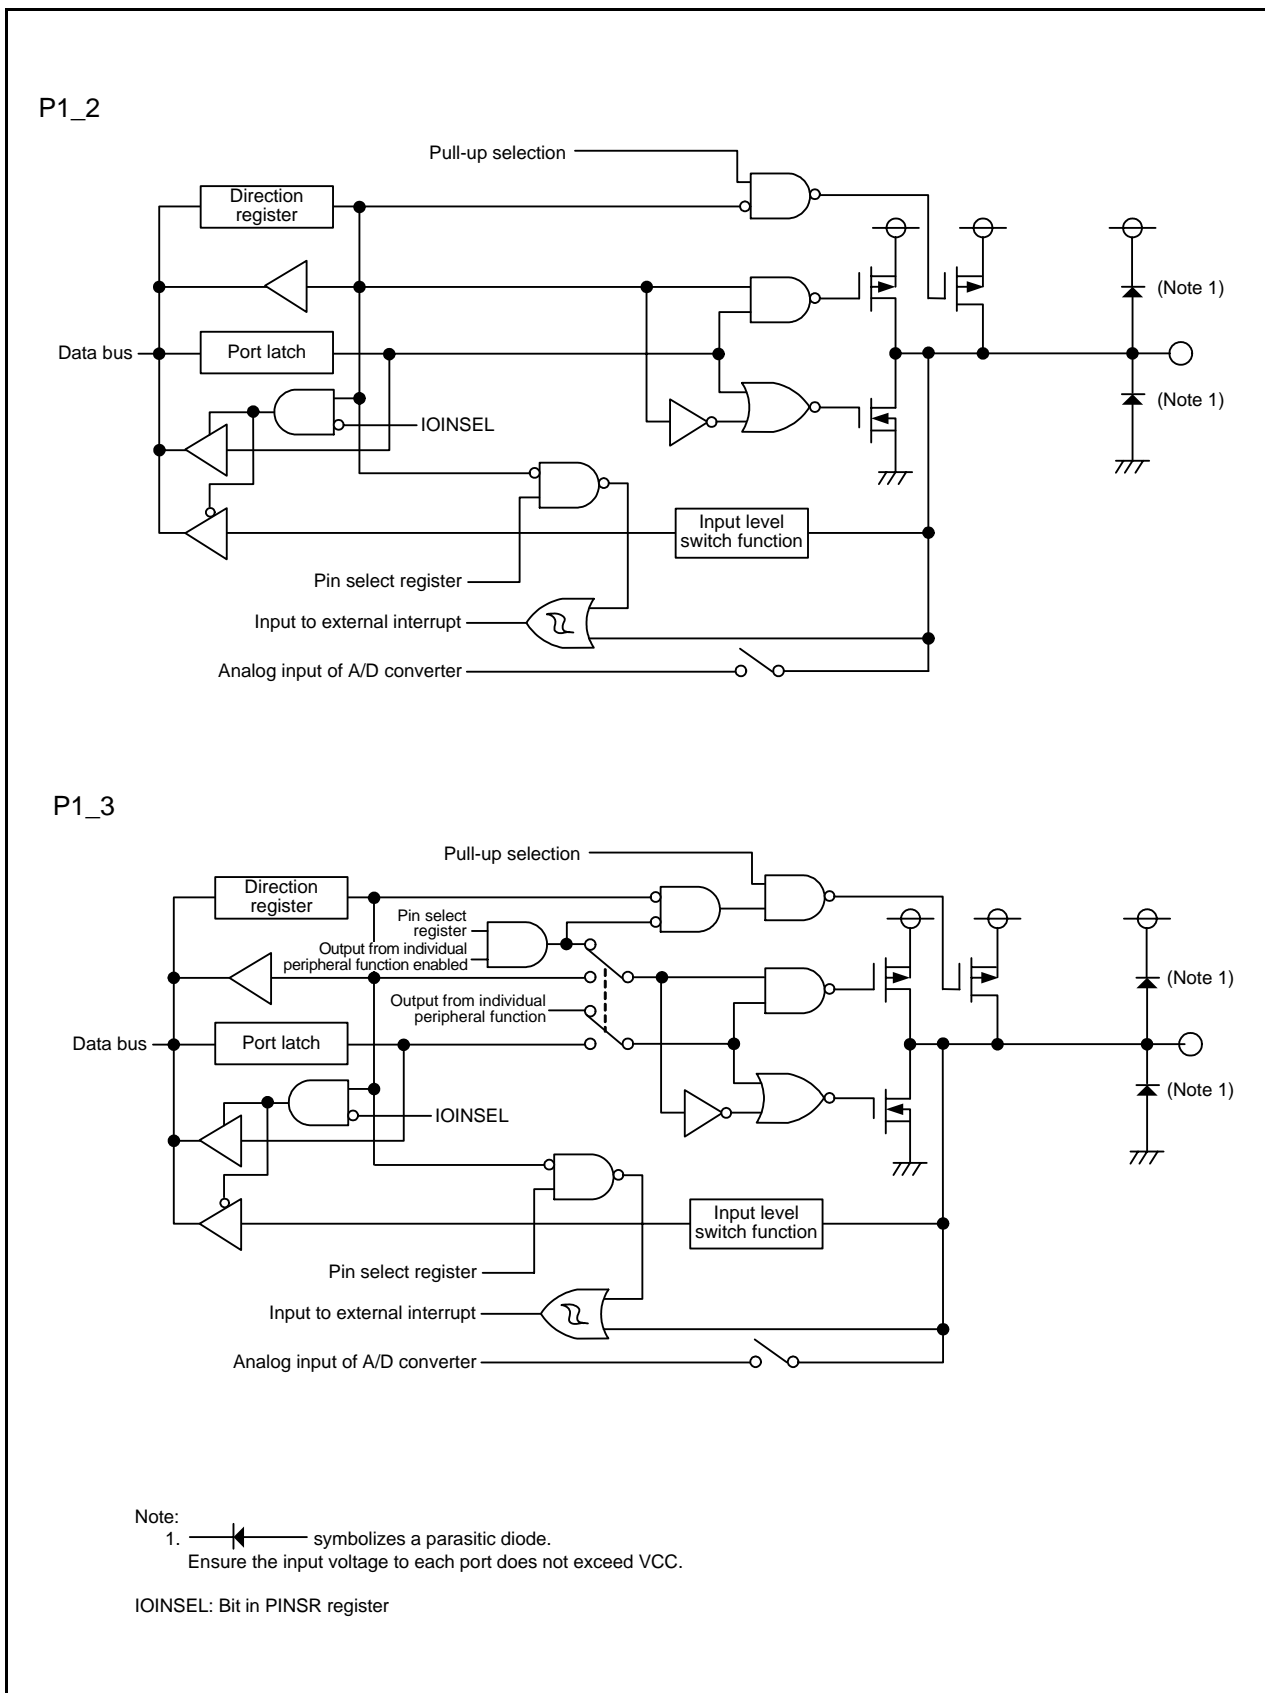 P1_2
Pull-up selection
Direction
register
(Note 1)
Data bus
Port latch
(Note 1)
IOINSEL
Input level
switch function
Pin select register
Input to external interrupt
Analog input of A/D converter
P1_3
Pull-up selection
Direction
register
Pin select
register
Output from individual
peripheral function enabled
(Note 1)
Output from individual
peripheral function
Data bus
Port latch
(Note 1)
IOINSEL
Input level
switch function
Pin select register
Input to external interrupt
Analog input of A/D converter
Note:
1. symbolizes a parasitic diode.
Ensure the input voltage to each port does not exceed VCC.
IOINSEL: Bit in PINSR register